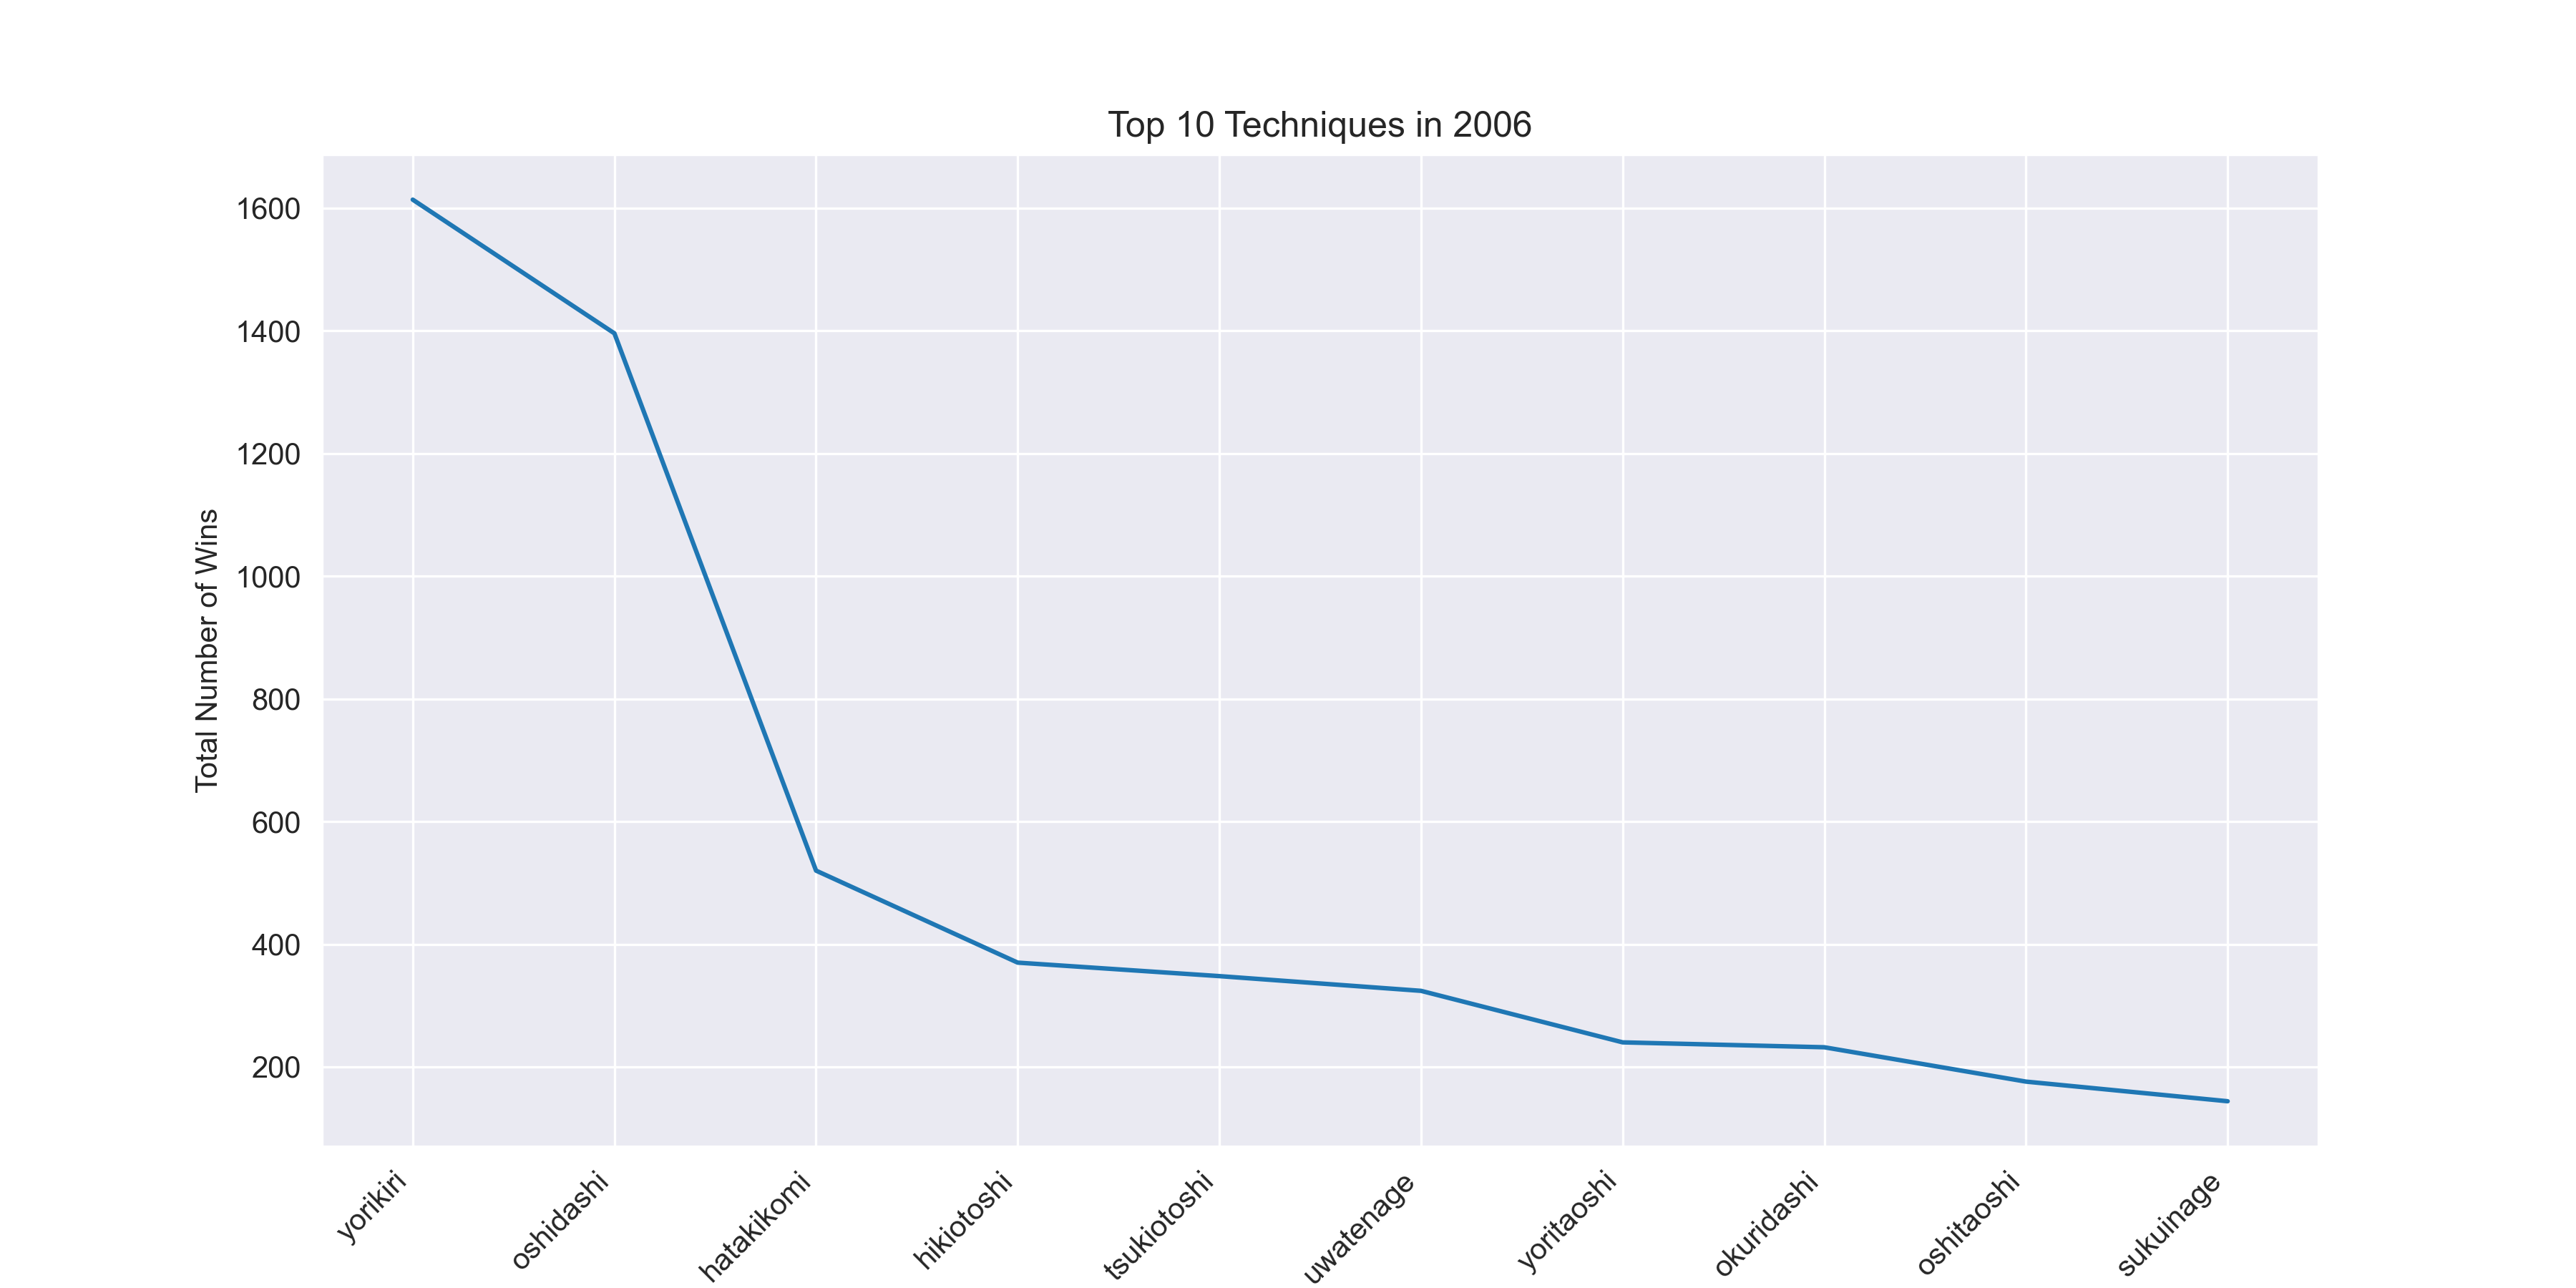 Top 10 Techniques in 2006
Total Number of Wins
1600
1400
1200
1000
800
600
400
200
yorikiri
oshidashi
hatakikomi
hikiotoshi
tsukiotoshi
uwatenage
yoritaoshi
okuridashi
oshitaoshi
sukuinage